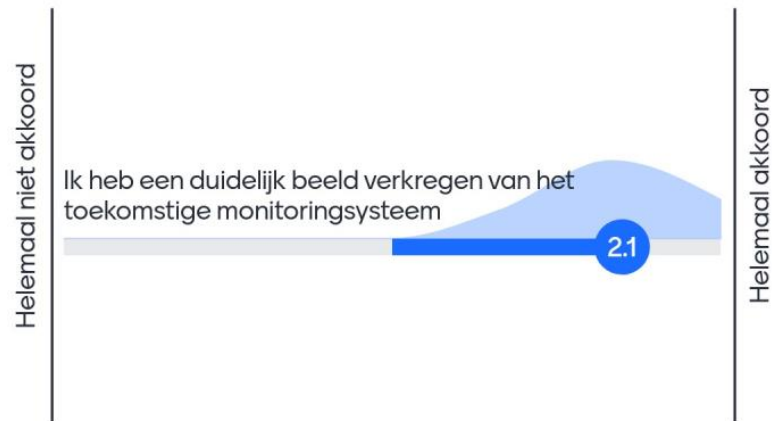 Helemaal niet akkoord
Ik heb een duidelijk beeld verkregen van het
toekomstige monitoringsysteem
2.1
Helemaal akkoord